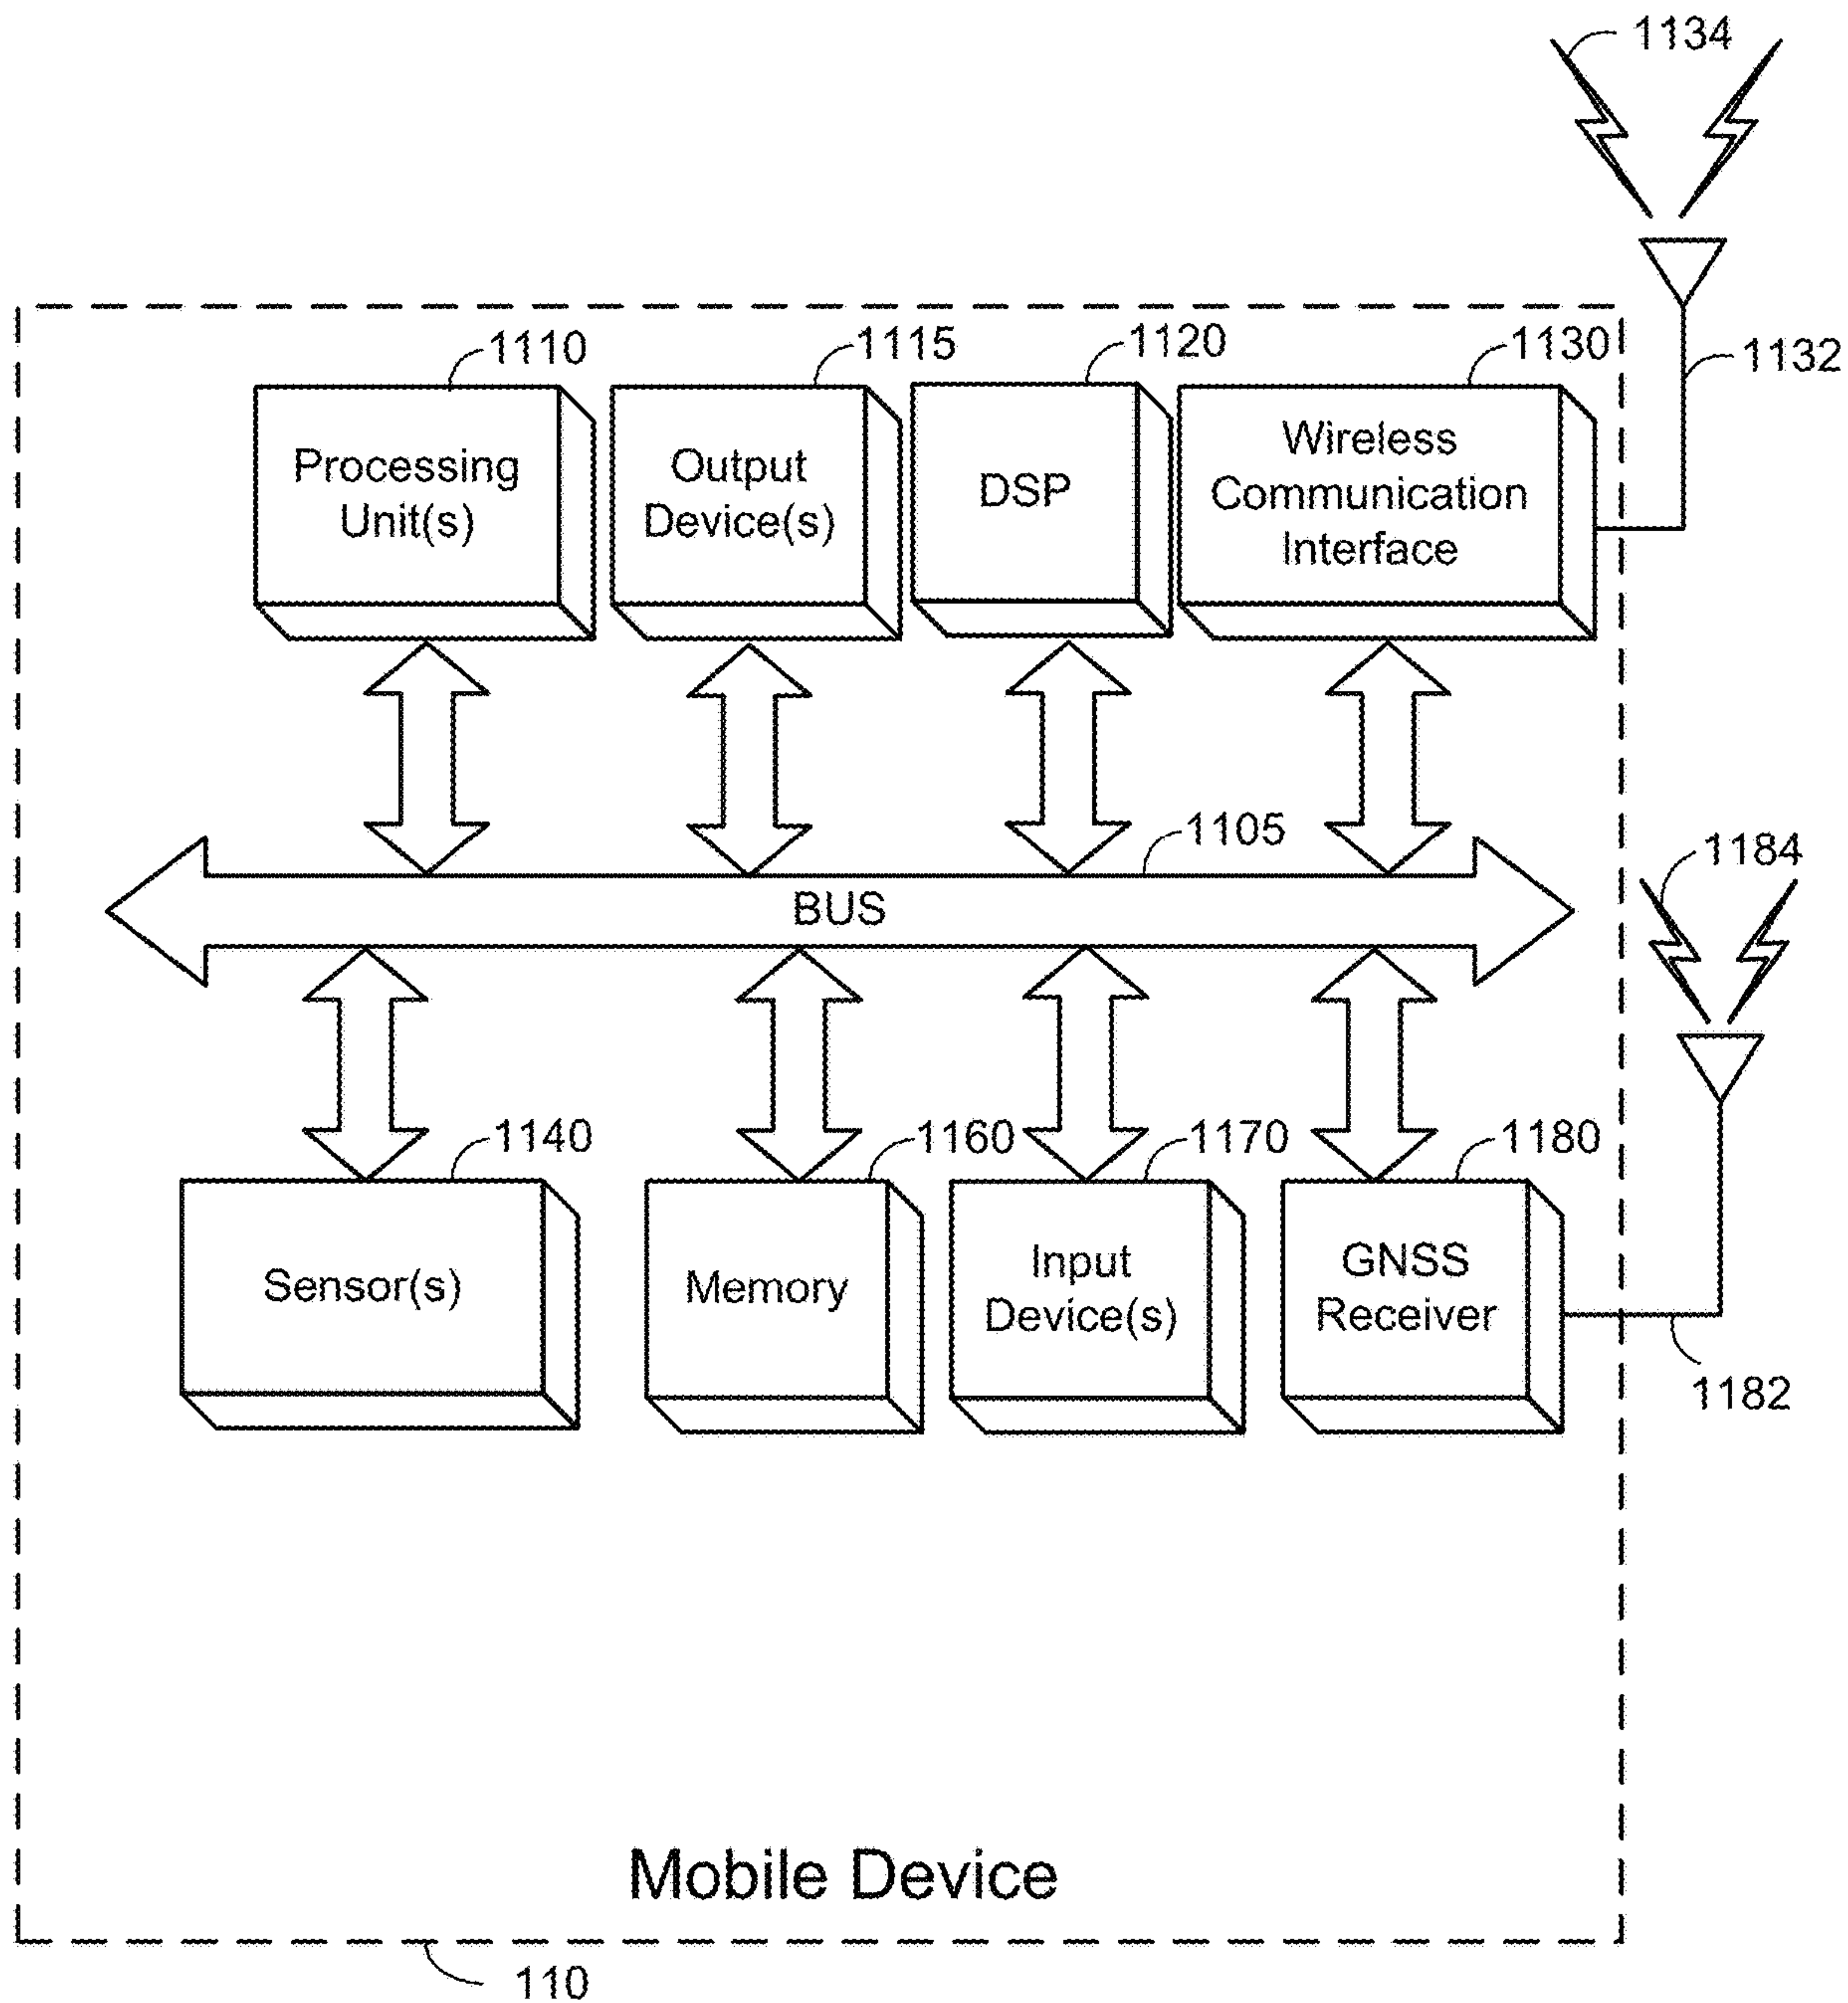 1134
1110
1115
1120
1130
1132
Processing
Unit(s)
Output
Device(s)
DSP
Wireless
Communication
Interface
1105
BUS
1184
1140
1160
1170
1180
Sensor(s)
Memory
Input
Device(s)
GNSS
Receiver
1182
Mobile Device
110